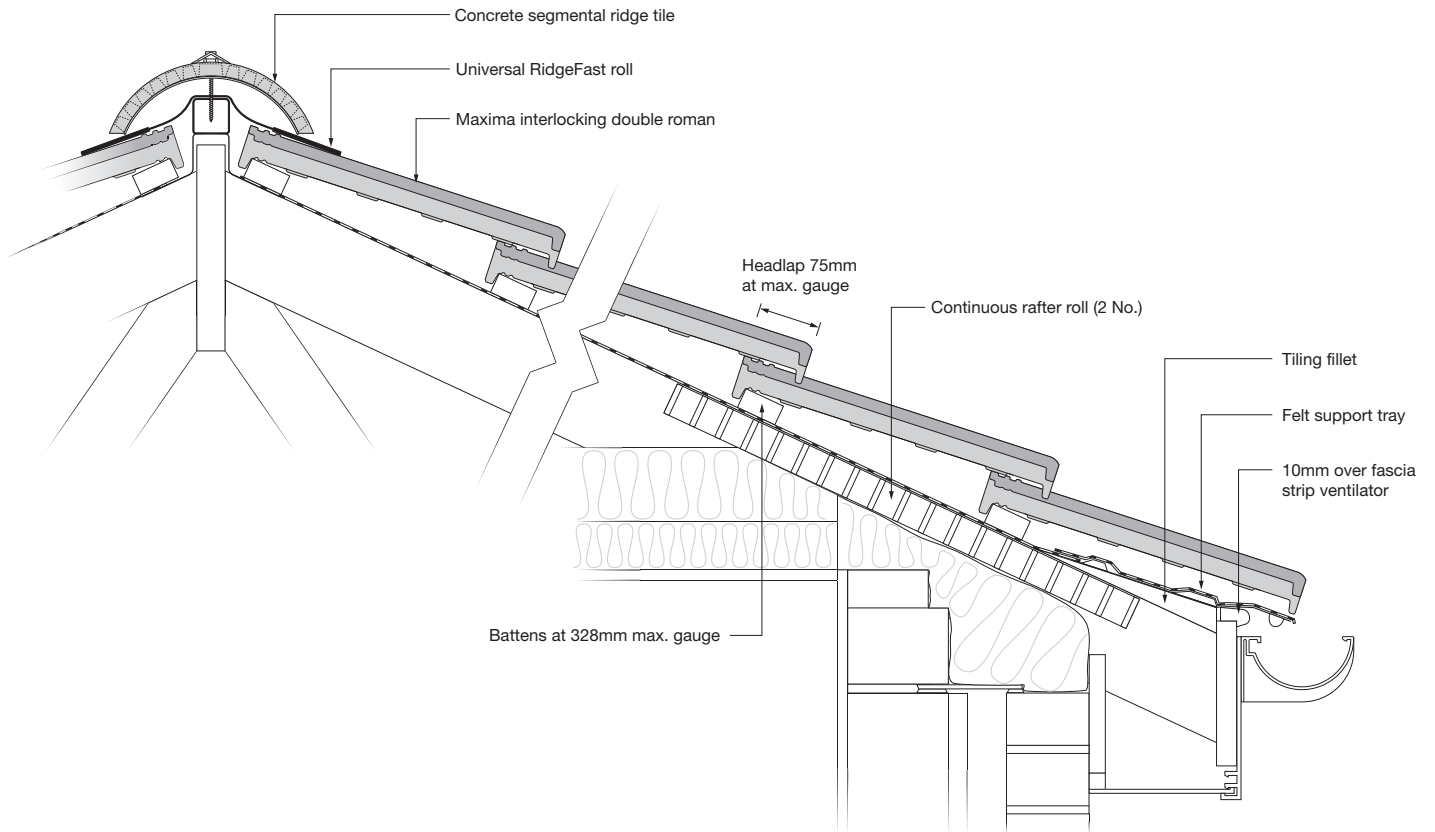 Concrete segmental ridge tile
Universal RidgeFast roll
Maxima interlocking double roman
Headlap 75mm
at max. gauge
Continuous rafter roll (2 No.)
Tiling fillet
Felt support tray
10mm over fascia
strip ventilator
Battens at 328mm max. gauge